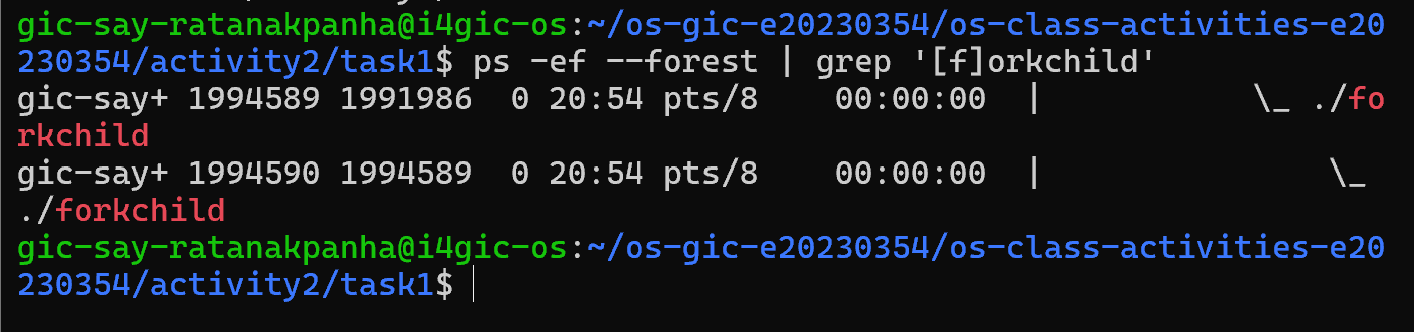 gic-say-ratanakpanha@i4gic-os:~/os-gic-e20230354/os-class-activities-e20
230354/activity2/task1$ ps -ef --forest | grep '[f]orkchild'
gic-say+ 1994589 1991986  0 20:54 pts/8    00:00:00  |           \_ ./fo
rkchild
gic-say+ 1994590 1994589  0 20:54 pts/8    00:00:00  |               \_
./forkchild
gic-say-ratanakpanha@i4gic-os:~/os-gic-e20230354/os-class-activities-e20
230354/activity2/task1$